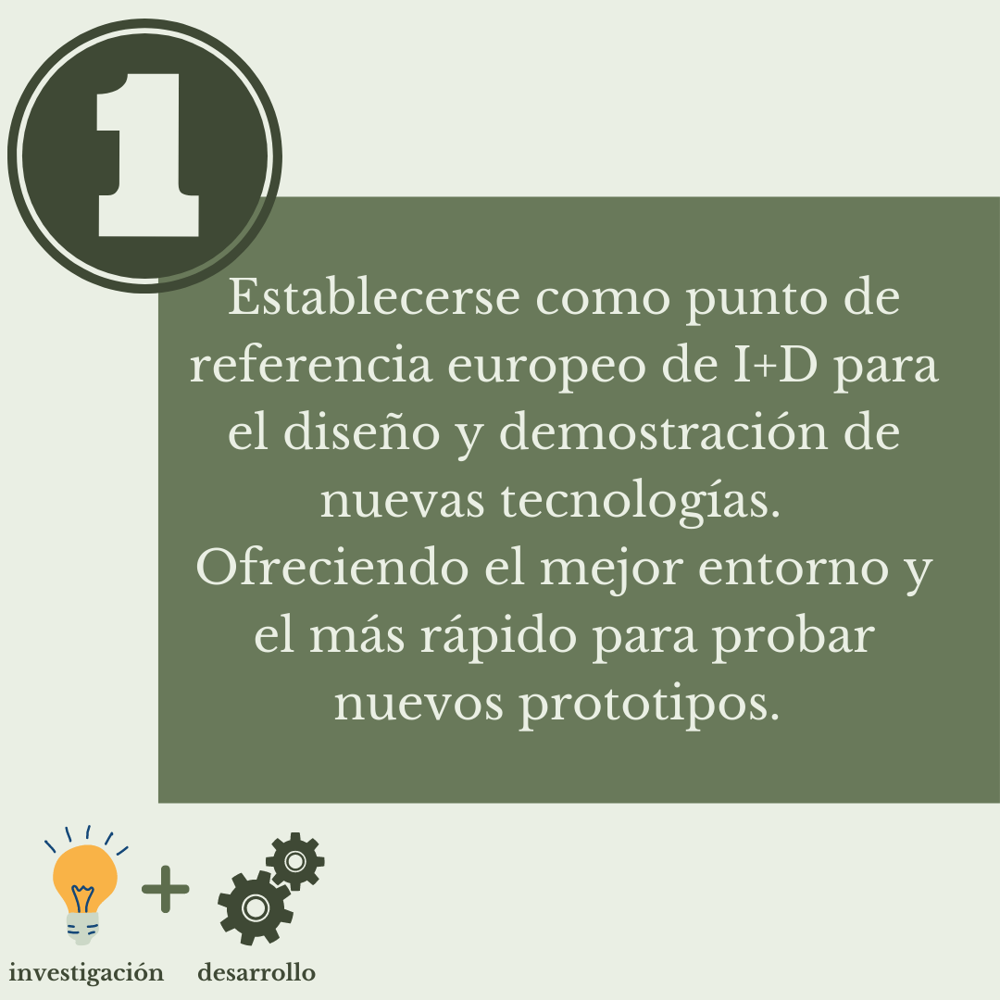 1
Establecerse como punto de
referencia europeo de I+D para
el diseño y demostración de
nuevas tecnologías.
Ofreciendo el mejor entorno y
el más rápido para probar
nuevos prototipos.
investigación desarrollo